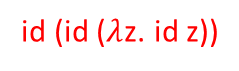 id (id (λz. id z))